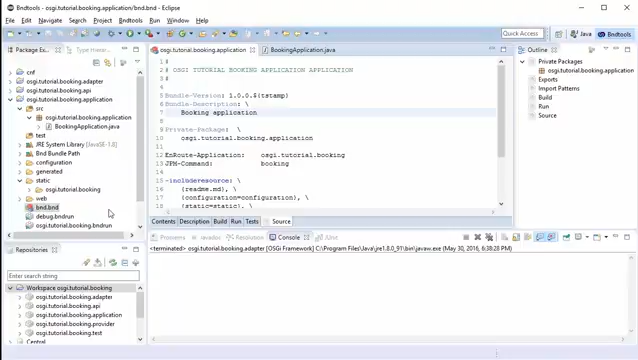 Bndtools - osgi.tutorial.booking.application/bnd.bnd - Eclipse
File Edit Navigate Search Project Bndtools Run Window Help
Quick Access
Java
Bndtools
Package Ex
Type Hierarc
cnf
osgi.tutorial.booking.adapter
osgi.tutorial.booking.api
osgi.tutorial.booking.application
src
osgi.tutorial.booking.application
BookingApplication.java
test
JRE System Library [JavaSE-1.8]
Bnd Bundle Path
configuration
generated
static
osgi.tutorial.booking
web
bnd.bnd
debug.bndrun
osgi.tutorial.booking.bndrun
Repositories
Search repositories
Workspace osgi.tutorial.booking
osgi.tutorial.booking.adapter
osgi.tutorial.booking.api
osgi.tutorial.booking.application
osgi.tutorial.booking.provider
osgi.tutorial.booking.test
Central
osgi.tutorial.booking.application
BookingApplication.java
1 #
2 # OSGI TUTORIAL BOOKING APPLICATION APPLICATION
3 #
4
5 Bundle-Version: 1.0.0.${tstamp}
6 Bundle-Description: \
7 Booking application
8
9 Private-Package: \
10 osgi.tutorial.booking.application
11
12 EnRoute-Application: osgi.tutorial.booking
13 JPM-Command: booking
14
15 -includeresource: \
16 {readme.md}, \
17 {configuration=configuration}, \
18 {static=static}, \
Contents Description Build Run Tests Source
Outline
Private Packages
osgi.tutorial.booking.application
Exports
Import Patterns
Build
Run
Source
Problems Javadoc Resolution Console JUnit
<terminated> osgi.tutorial.booking.adapter [OSGi Framework] C:\Program Files\Java\jre1.8.0_91\bin\javaw.exe (May 30, 2016, 6:38:28 PM)